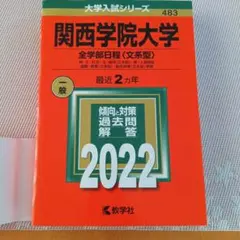 大学入試シリーズ
483
関西学院大学
全学部日程〈文系型〉
一般
最近2カ年
傾向と対策
過去問
解答
2022
教学社